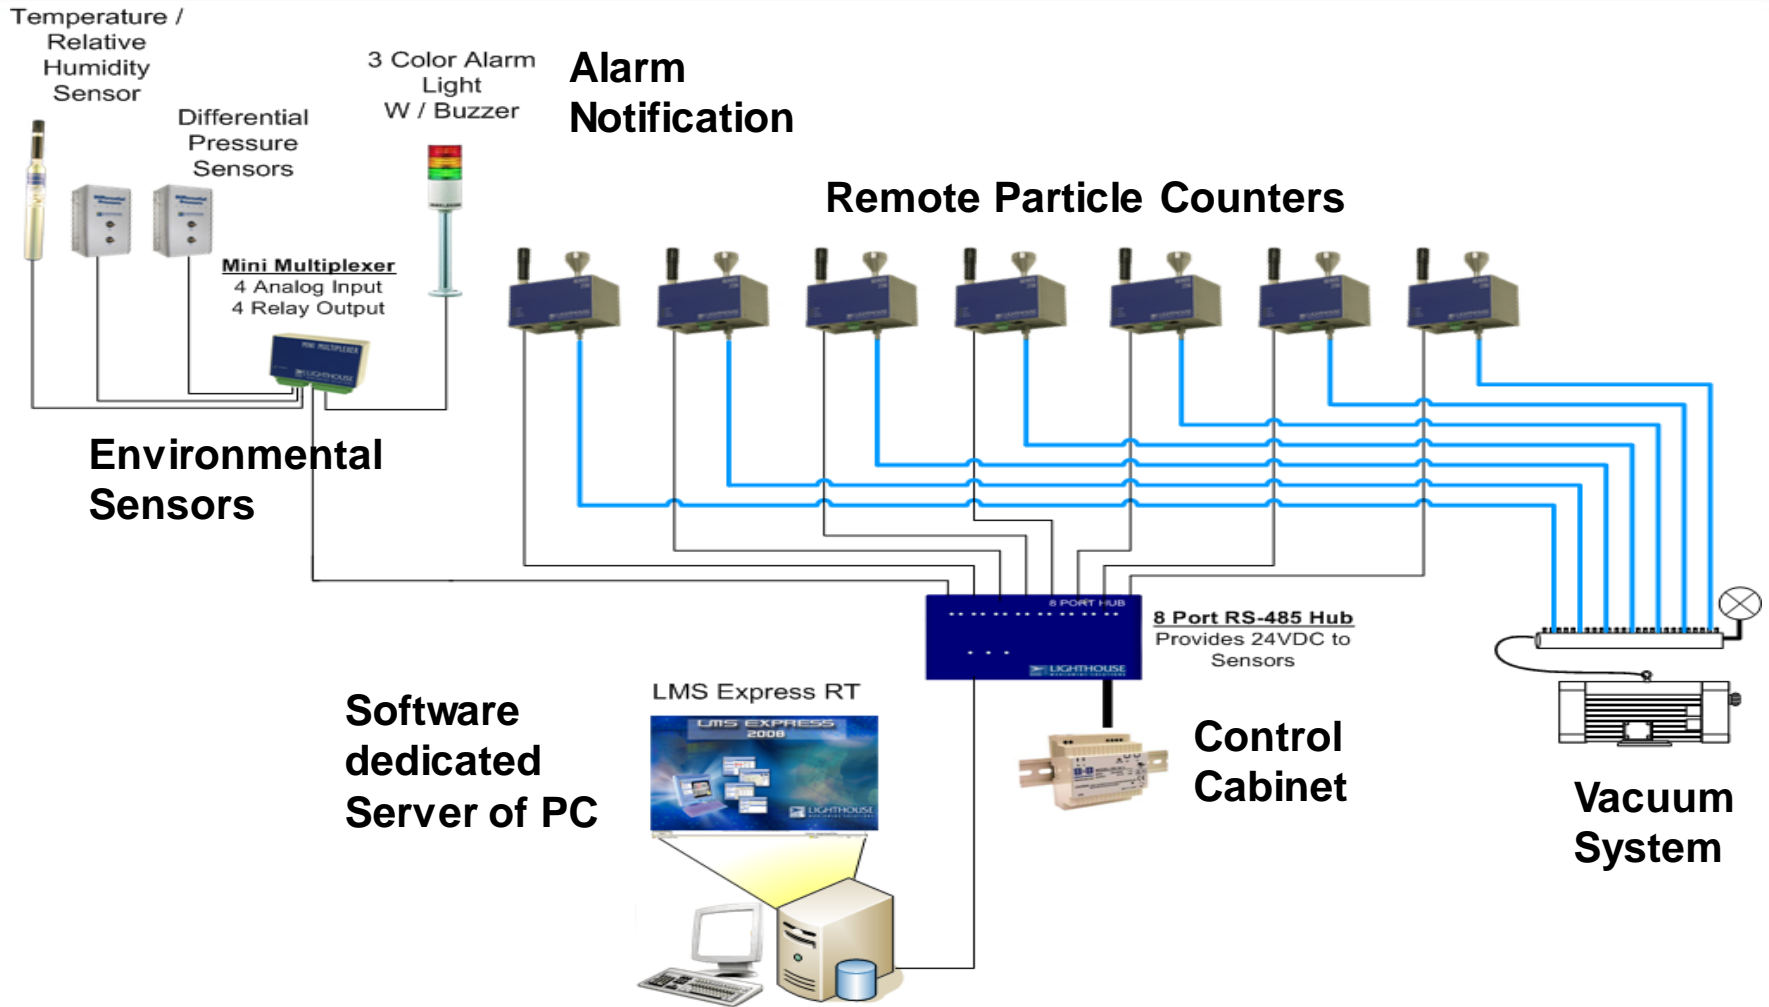 Temperature /
Relative
Humidity
Sensor
Differential
Pressure
Sensors
3 Color Alarm
Light
W / Buzzer
Alarm
Notification
Remote Particle Counters
Mini Multiplexer
4 Analog Input
4 Relay Output
MINI MULTIPLEXER
LIGHTHOUSE
Environmental
Sensors
8 PORT HUB
LIGHTHOUSE
8 Port RS-485 Hub
Provides 24VDC to
Sensors
LMS Express RT
LMS EXPRESS
2008
LIGHTHOUSE
Software
dedicated
Server of PC
Control
Cabinet
Vacuum
System